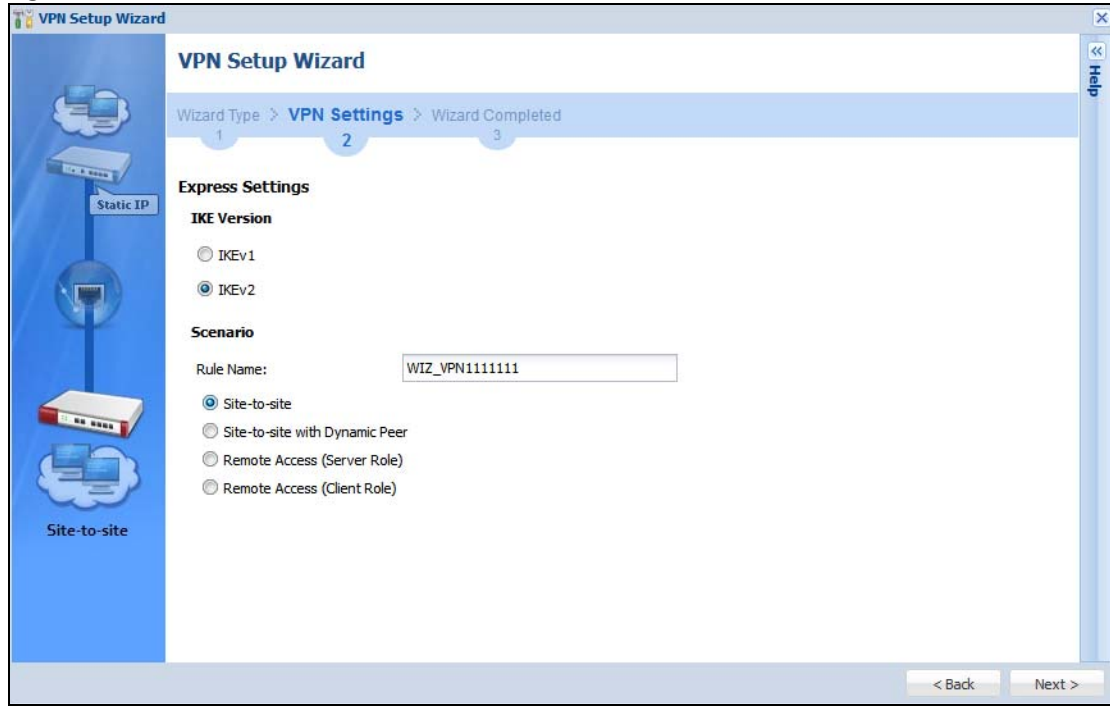 VPN Setup Wizard
Help
VPN Setup Wizard
Wizard Type > VPN Settings > Wizard Completed
1 2 3
Static IP
Express Settings
IKE Version
IKEv1
IKEv2
Scenario
Rule Name: WIZ_VPN1111111
Site-to-site
Site-to-site with Dynamic Peer
Remote Access (Server Role)
Remote Access (Client Role)
Site-to-site
< Back Next >